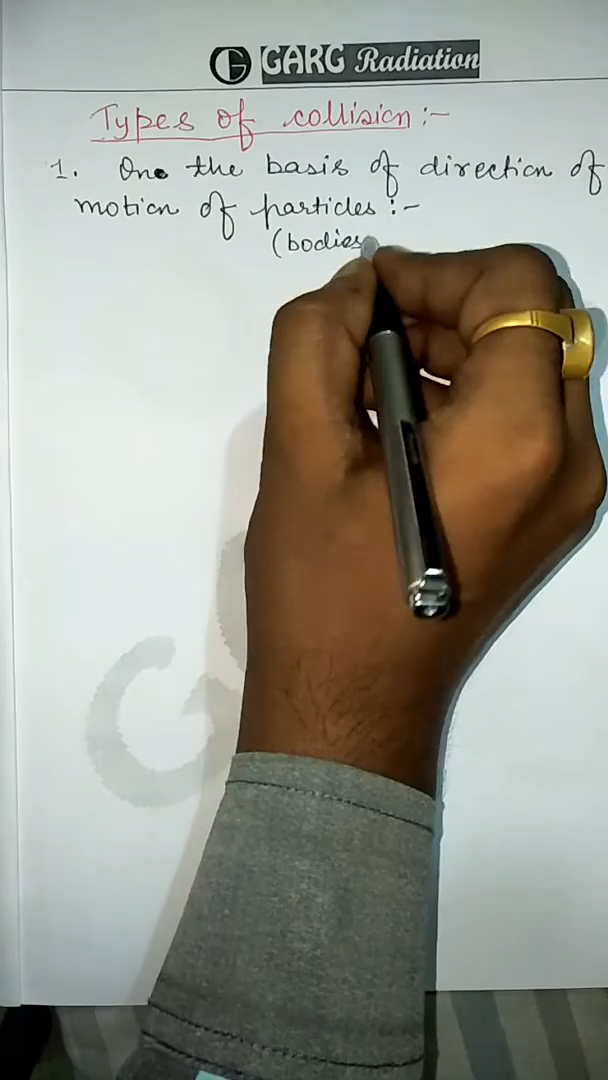 GARG Radiation
Types of collision :-
1. One the basis of direction of
motion of particles :-
(bodies